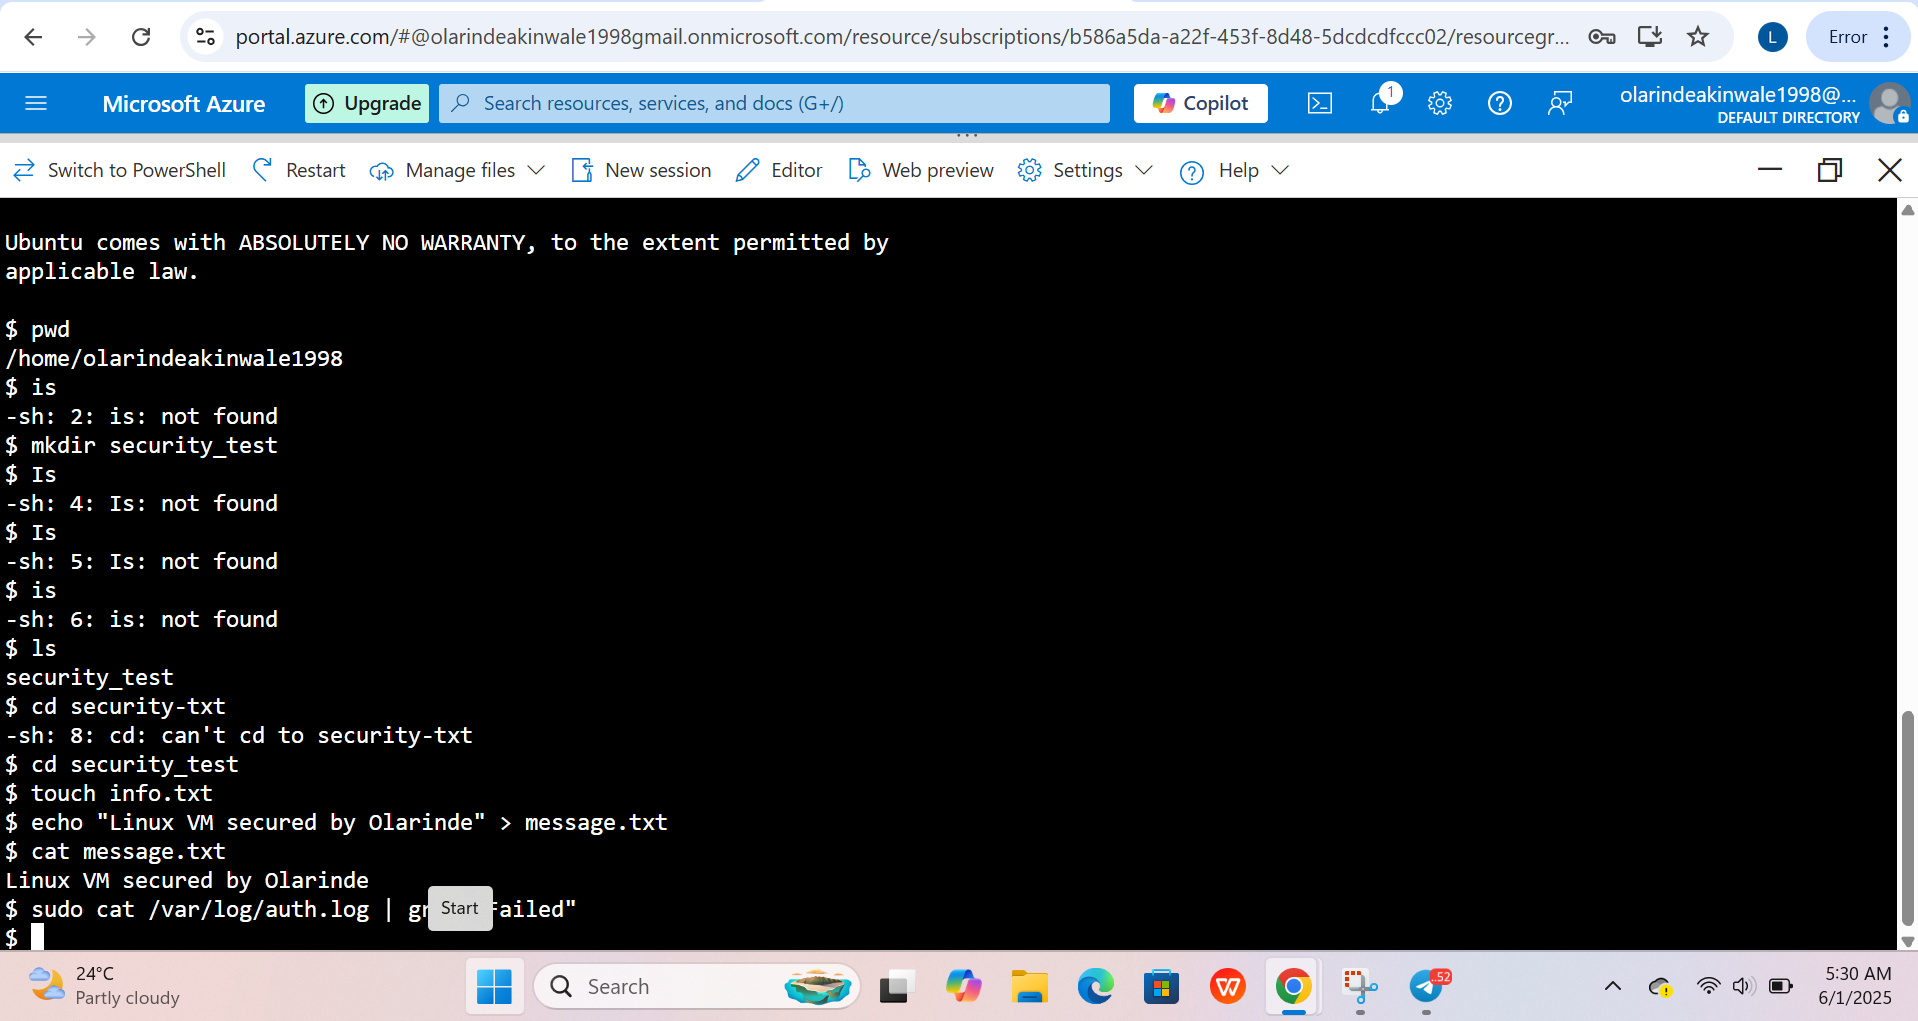 portal.azure.com/#@olarindeakinwale1998gmail.onmicrosoft.com/resource/subscriptions/b586a5da-a22f-453f-8d48-5dcdcdfccc02/resourcegr...
L
Error
Microsoft Azure
Upgrade
Search resources, services, and docs (G+/)
Copilot
1
olarindeakinwale1998@...
DEFAULT DIRECTORY
Switch to PowerShell
Restart
Manage files
New session
Editor
Web preview
Settings
Help
Ubuntu comes with ABSOLUTELY NO WARRANTY, to the extent permitted by
applicable law.
$ pwd
/home/olarindeakinwale1998
$ is
-sh: 2: is: not found
$ mkdir security_test
$ Is
-sh: 4: Is: not found
$ Is
-sh: 5: Is: not found
$ is
-sh: 6: is: not found
$ ls
security_test
$ cd security-txt
-sh: 8: cd: can't cd to security-txt
$ cd security_test
$ touch info.txt
$ echo "Linux VM secured by Olarinde" > message.txt
$ cat message.txt
Linux VM secured by Olarinde
$ sudo cat /var/log/auth.log | gr Failed"
Start
$
24°C
Partly cloudy
Search
52
5:30 AM
6/1/2025